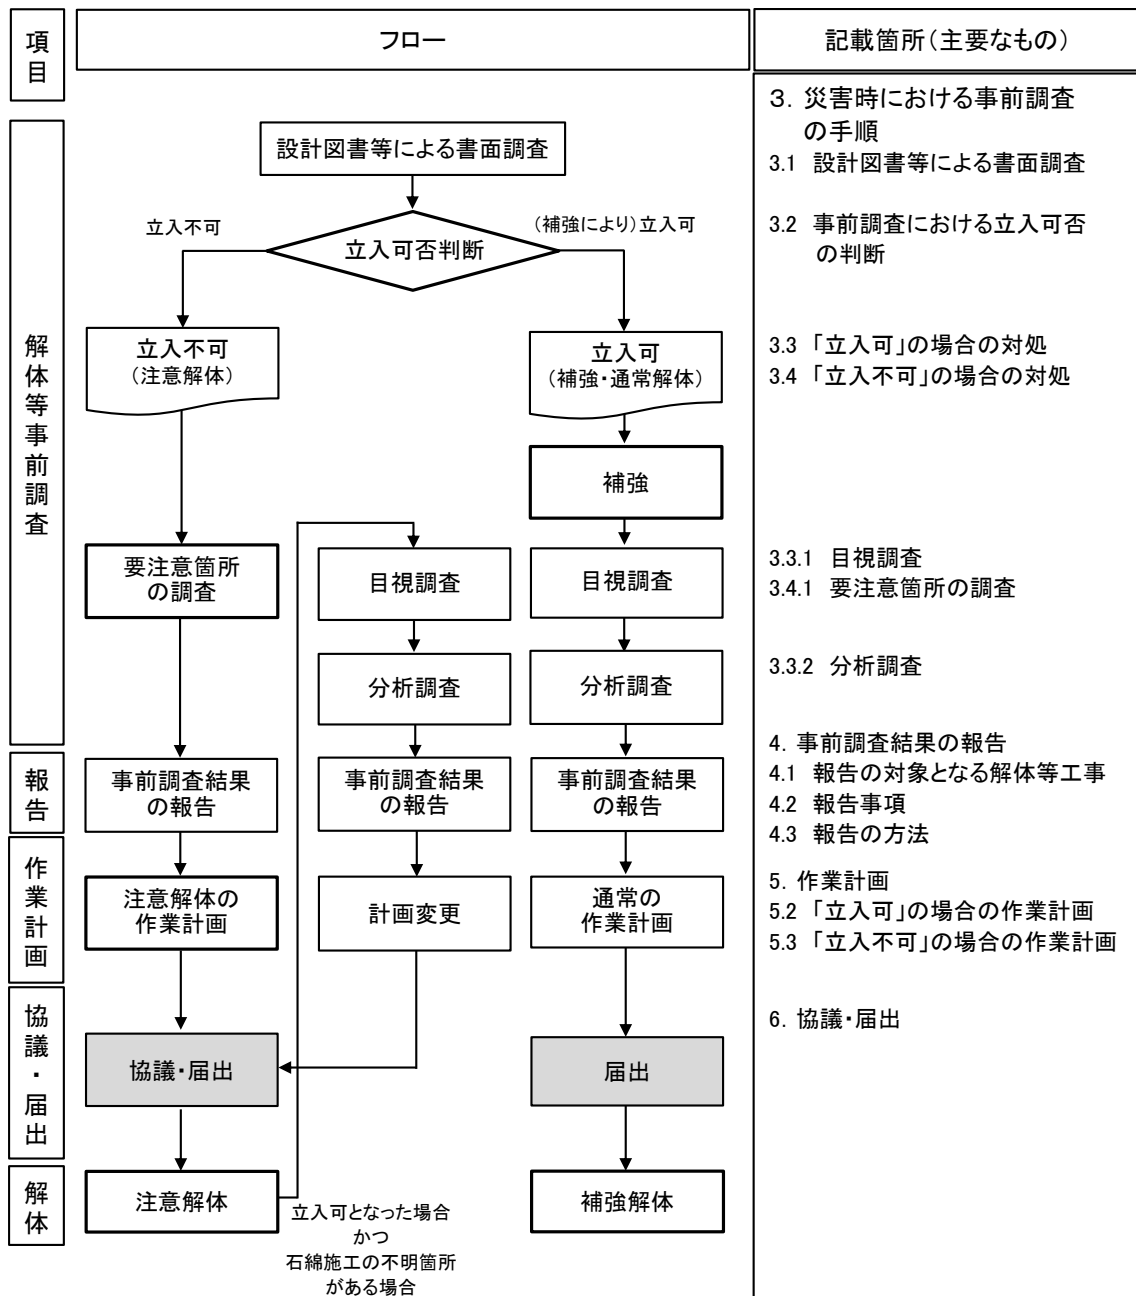 項目
フロー
記載箇所（主要なもの）
解体等事前調査
設計図書等による書面調査
立入不可
（補強により）立入可
立入可否判断
立入不可
（注意解体）
立入可
（補強・通常解体）
補強
要注意箇所
の調査
目視調査
目視調査
分析調査
分析調査
報告
事前調査結果
の報告
事前調査結果
の報告
事前調査結果
の報告
作業計画
注意解体の
作業計画
計画変更
通常の
作業計画
協議・届出
協議・届出
届出
解体
注意解体
補強解体
立入可となった場合
かつ
石綿施工の不明箇所
がある場合
3. 災害時における事前調査
の手順
3.1 設計図書等による書面調査
3.2 事前調査における立入可否
の判断
3.3 「立入可」の場合の対処
3.4 「立入不可」の場合の対処
3.3.1 目視調査
3.4.1 要注意箇所の調査
3.3.2 分析調査
4. 事前調査結果の報告
4.1 報告の対象となる解体等工事
4.2 報告事項
4.3 報告の方法
5. 作業計画
5.2 「立入可」の場合の作業計画
5.3 「立入不可」の場合の作業計画
6. 協議・届出